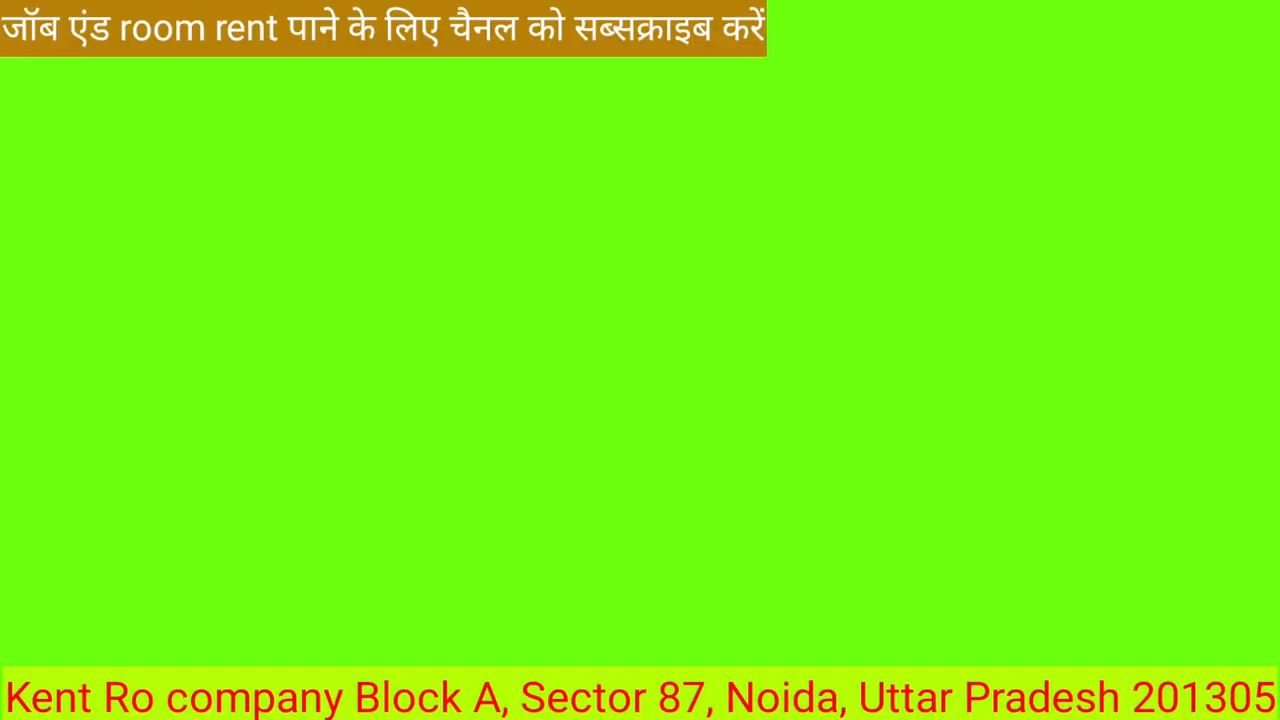 जॉब एंड room rent पाने के लिए चैनल को सब्सक्राइब करें
Kent Ro company Block A, Sector 87, Noida, Uttar Pradesh 201305